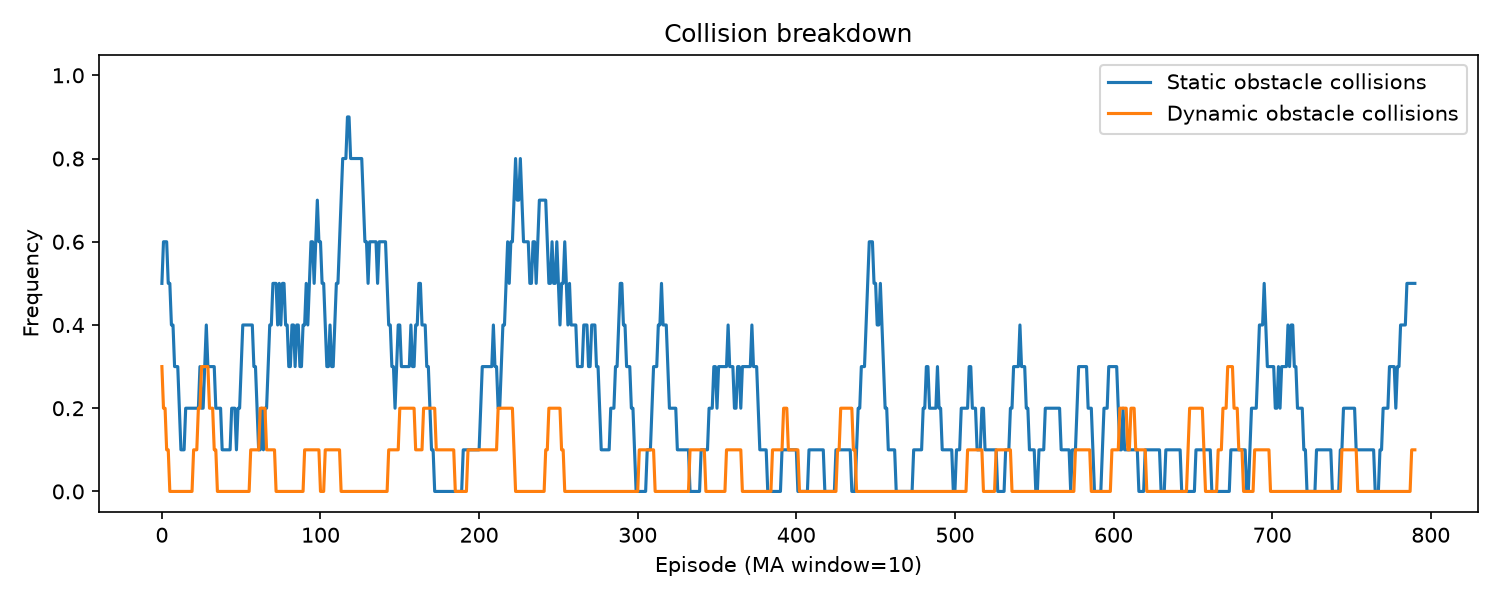 Collision breakdown
Static obstacle collisions
Dynamic obstacle collisions
Frequency
1.0
0.8
0.6
0.4
0.2
0.0
0 100 200 300 400 500 600 700 800
Episode (MA window=10)